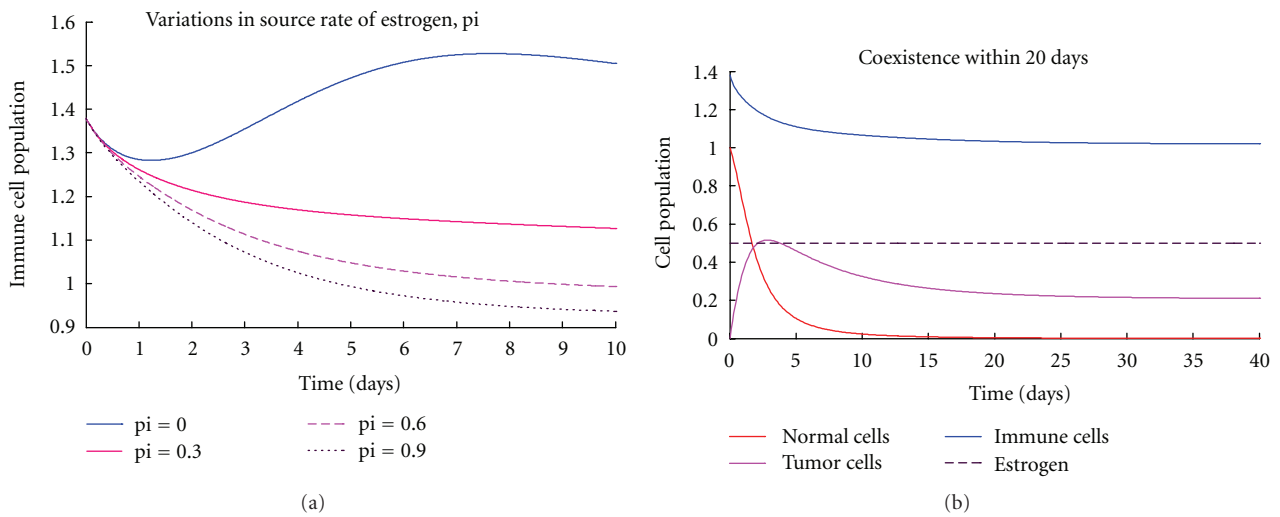 Variations in source rate of estrogen, pi
Immune cell population
1.6
1.5
1.4
1.3
1.2
1.1
1
0.9
0 1 2 3 4 5 6 7 8 9 10
Time (days)
pi = 0
pi = 0.3
pi = 0.6
pi = 0.9
(a)
Coexistence within 20 days
Cell population
1.4
1.2
1
0.8
0.6
0.4
0.2
0
0 5 10 15 20 25 30 35 40
Time (days)
Normal cells
Tumor cells
Immune cells
Estrogen
(b)